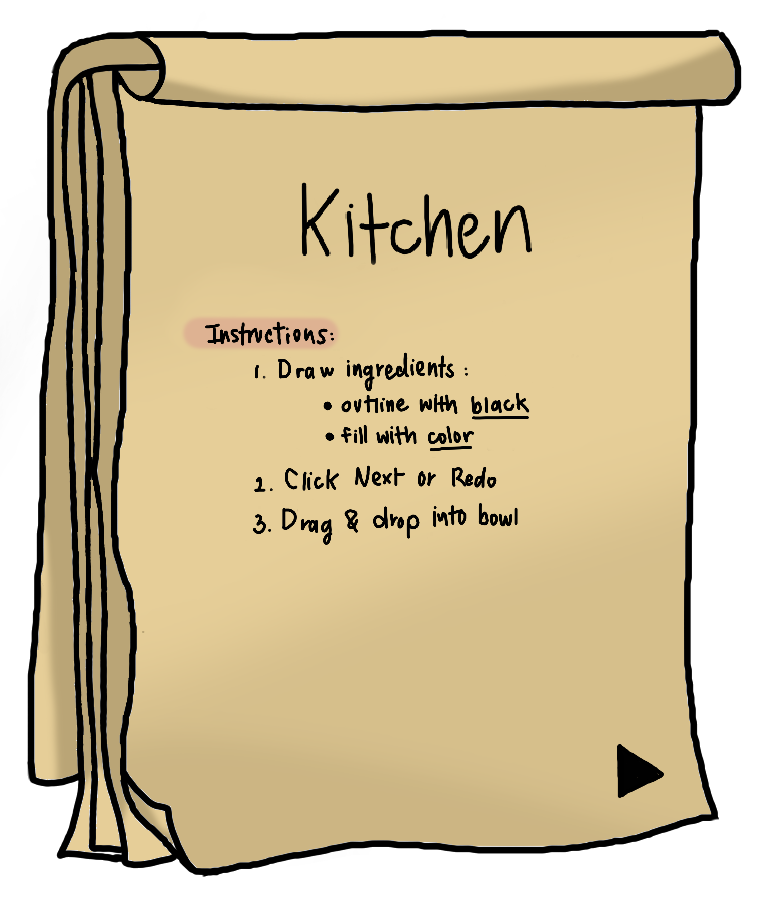 Kitchen
Instructions:
1. Draw ingredients :
• outline with black
• fill with color
2. Click Next or Redo
3. Drag & drop into bowl